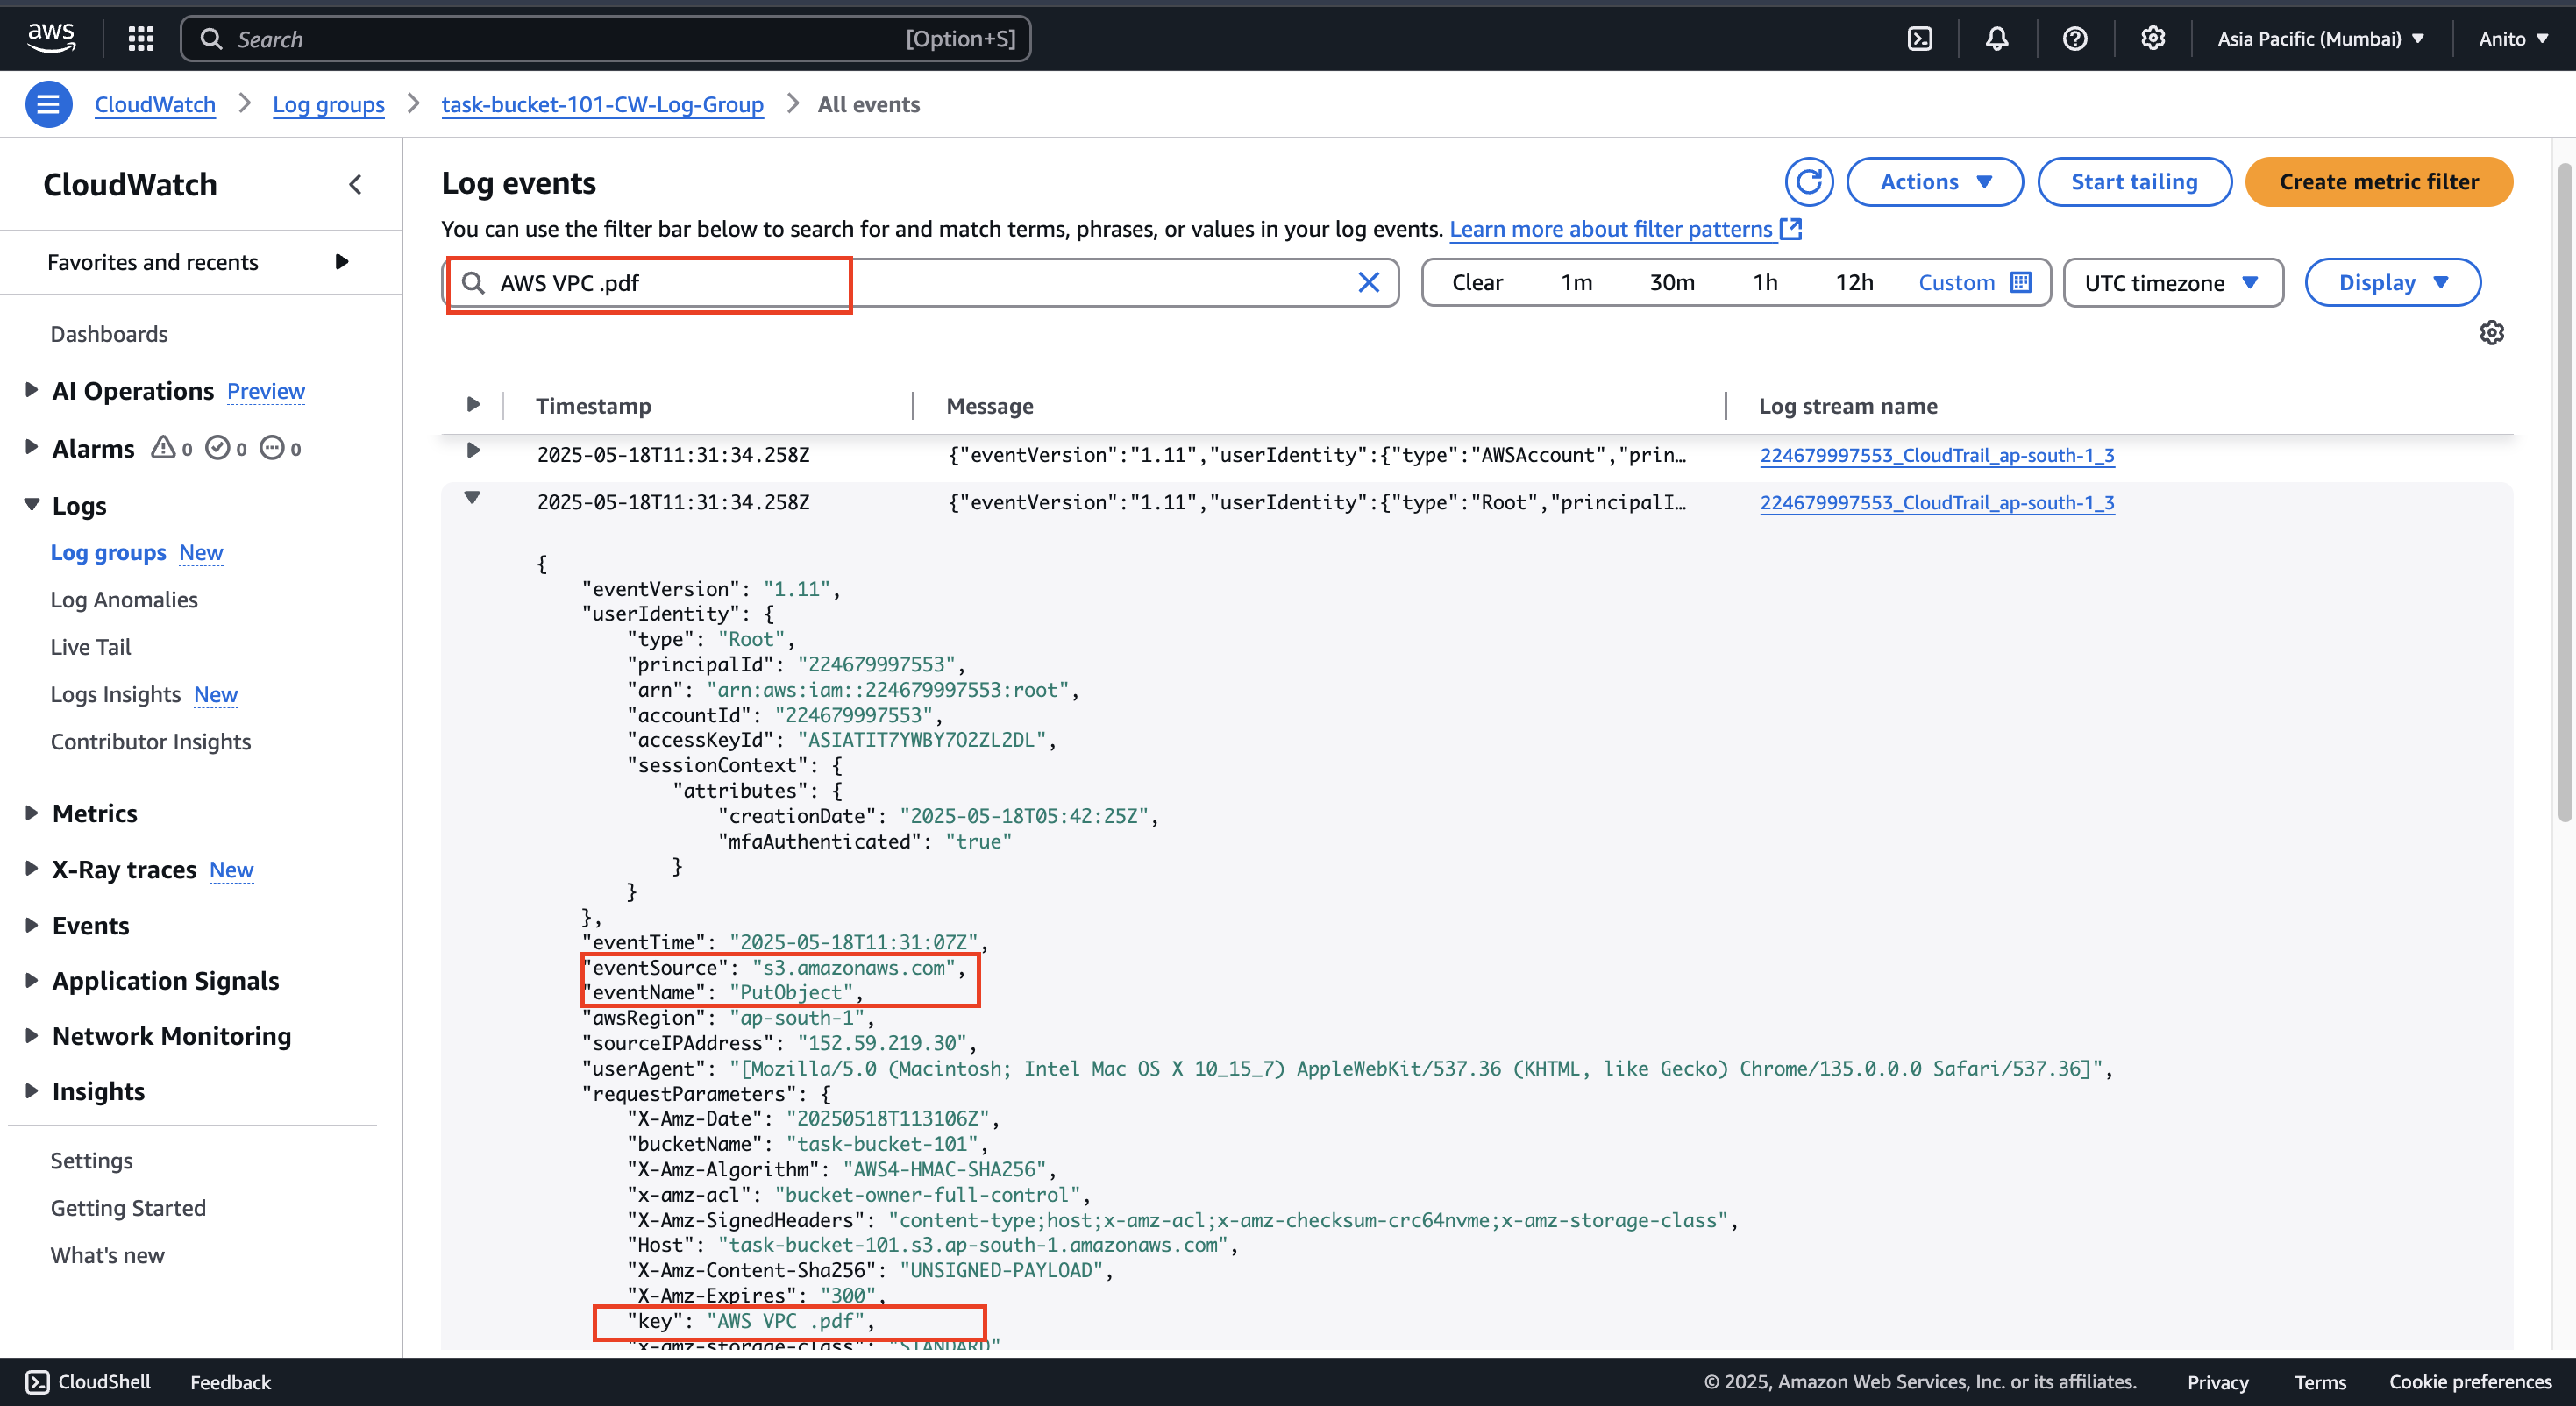 aws
Search [Option+S]
Asia Pacific (Mumbai)
Anito
CloudWatch
Log groups
task-bucket-101-CW-Log-Group
All events
CloudWatch
Favorites and recents
Dashboards
AI Operations Preview
Alarms 0 0 0
Logs
Log groups New
Log Anomalies
Live Tail
Logs Insights New
Contributor Insights
Metrics
X-Ray traces New
Events
Application Signals
Network Monitoring
Insights
Settings
Getting Started
What's new
Log events
Actions
Start tailing
Create metric filter
You can use the filter bar below to search for and match terms, phrases, or values in your log events. Learn more about filter patterns
AWS VPC .pdf
Clear 1m 30m 1h 12h Custom
UTC timezone
Display
Timestamp Message Log stream name
2025-05-18T11:31:34.258Z {"eventVersion":"1.11","userIdentity":{"type":"AWSAccount","prin... 224679997553_CloudTrail_ap-south-1_3
2025-05-18T11:31:34.258Z {"eventVersion":"1.11","userIdentity":{"type":"Root","principalI... 224679997553_CloudTrail_ap-south-1_3
{
"eventVersion": "1.11",
"userIdentity": {
"type": "Root",
"principalId": "224679997553",
"arn": "arn:aws:iam::224679997553:root",
"accountId": "224679997553",
"accessKeyId": "ASIATIT7YWBY7O2ZL2DL",
"sessionContext": {
"attributes": {
"creationDate": "2025-05-18T05:42:25Z",
"mfaAuthenticated": "true"
}
}
},
"eventTime": "2025-05-18T11:31:07Z",
"eventSource": "s3.amazonaws.com",
"eventName": "PutObject",
"awsRegion": "ap-south-1",
"sourceIPAddress": "152.59.219.30",
"userAgent": "[Mozilla/5.0 (Macintosh; Intel Mac OS X 10_15_7) AppleWebKit/537.36 (KHTML, like Gecko) Chrome/135.0.0.0 Safari/537.36]",
"requestParameters": {
"X-Amz-Date": "20250518T113106Z",
"bucketName": "task-bucket-101",
"X-Amz-Algorithm": "AWS4-HMAC-SHA256",
"x-amz-acl": "bucket-owner-full-control",
"X-Amz-SignedHeaders": "content-type;host;x-amz-acl;x-amz-checksum-crc64nvme;x-amz-storage-class",
"Host": "task-bucket-101.s3.ap-south-1.amazonaws.com",
"X-Amz-Content-Sha256": "UNSIGNED-PAYLOAD",
"X-Amz-Expires": "300",
"key": "AWS VPC .pdf",
"x-amz-storage-class": "STANDARD"
CloudShell
Feedback
© 2025, Amazon Web Services, Inc. or its affiliates.
Privacy
Terms
Cookie preferences